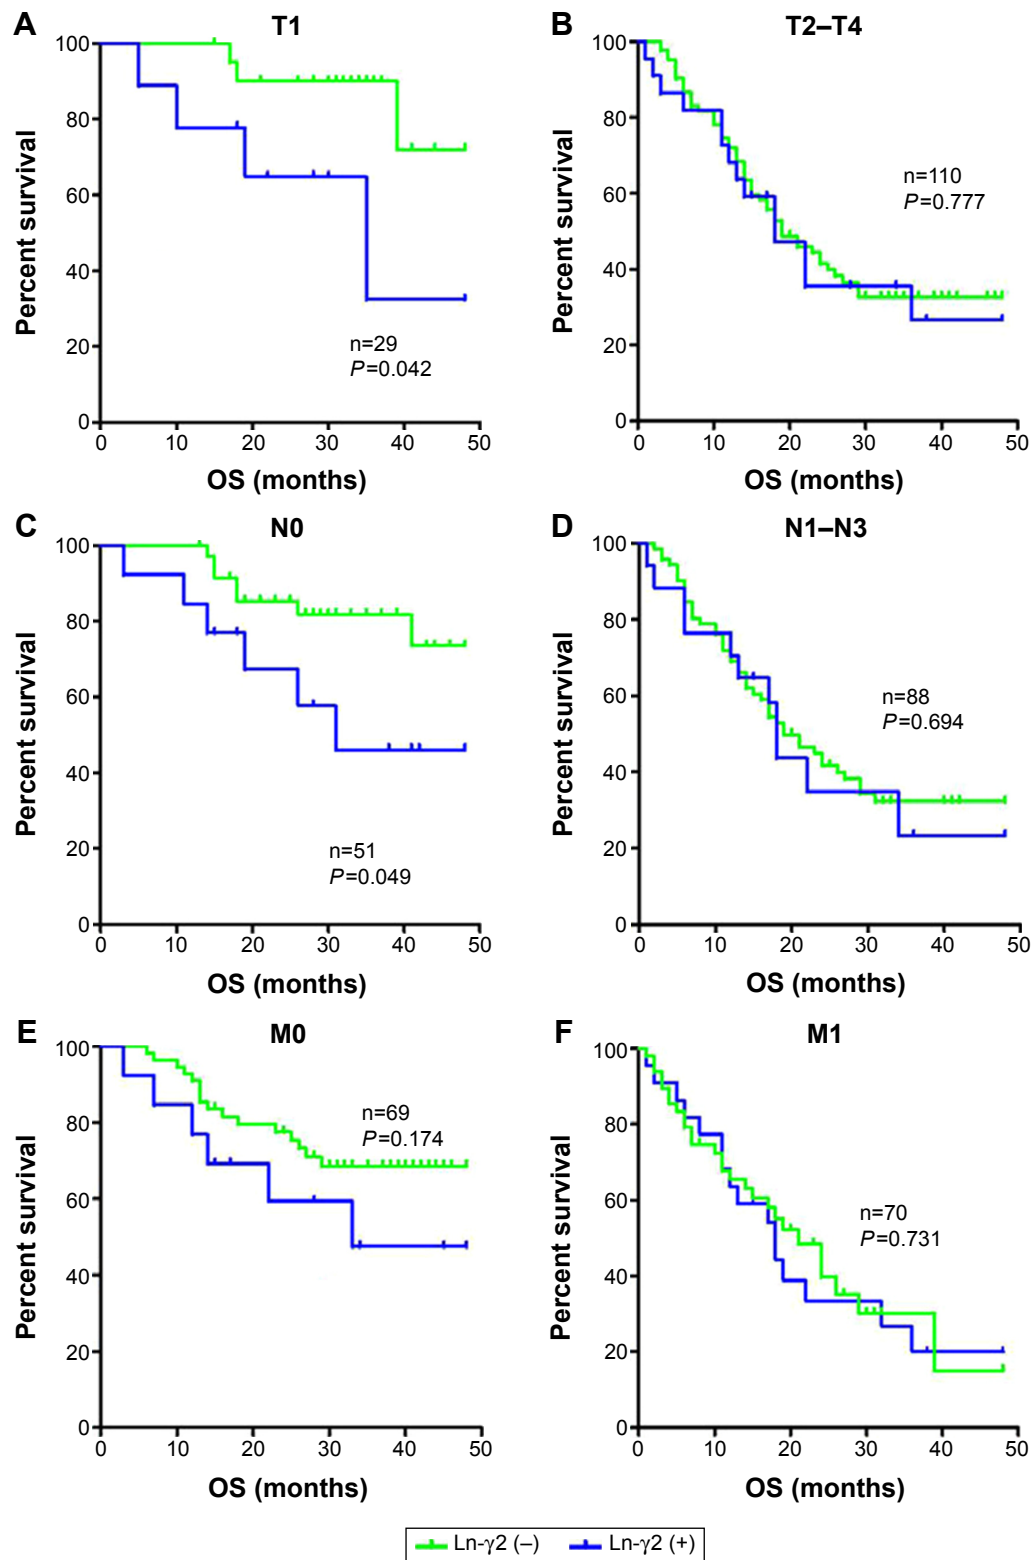 A
T1
100
80
60
40
20
0
Percent survival
n=29
P=0.042
0 10 20 30 40 50
OS (months)
B
T2–T4
100
80
60
40
20
0
Percent survival
n=110
P=0.777
0 10 20 30 40 50
OS (months)
C
N0
100
80
60
40
20
0
Percent survival
n=51
P=0.049
0 10 20 30 40 50
OS (months)
D
N1–N3
100
80
60
40
20
0
Percent survival
n=88
P=0.694
0 10 20 30 40 50
OS (months)
E
M0
100
80
60
40
20
0
Percent survival
n=69
P=0.174
0 10 20 30 40 50
OS (months)
F
M1
100
80
60
40
20
0
Percent survival
n=70
P=0.731
0 10 20 30 40 50
OS (months)
Ln-γ2 (–) Ln-γ2 (+)